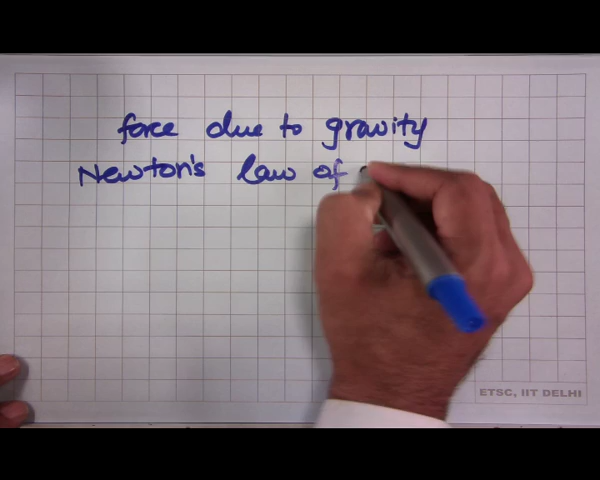 force due to gravity
Newton's law of
ETSC, IIT DELHI